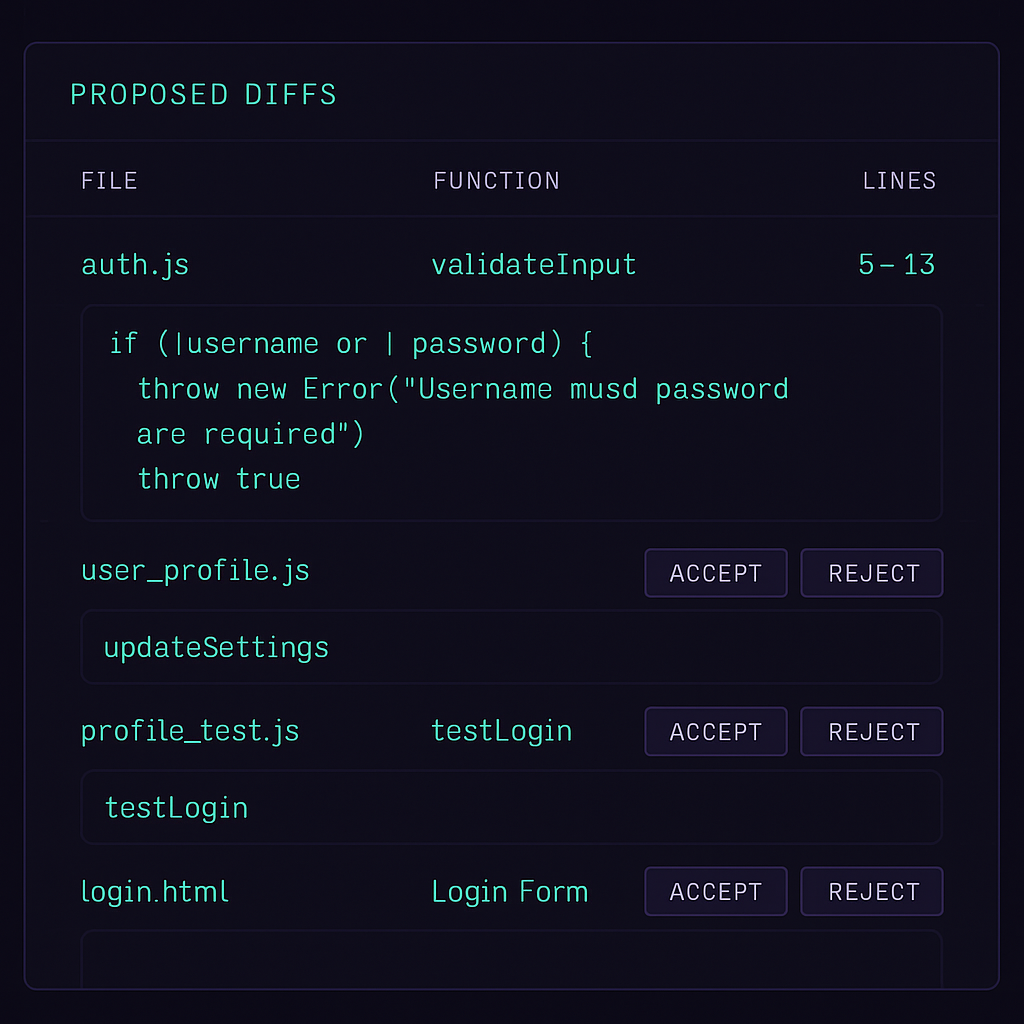 PROPOSED DIFFS
FILE FUNCTION LINES
auth.js validateInput 5–13
if (|username or | password) {
throw new Error("Username musd password
are required")
throw true
user_profile.js ACCEPT REJECT
updateSettings
profile_test.js testLogin ACCEPT REJECT
testLogin
login.html Login Form ACCEPT REJECT